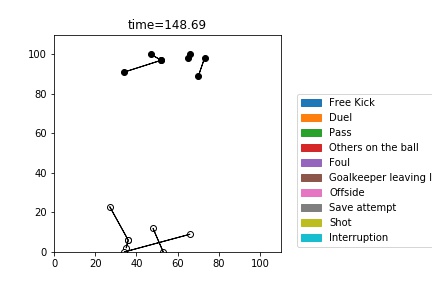 time=148.69
100
80
60
40
20
0
0 20 40 60 80 100
Free Kick
Duel
Pass
Others on the ball
Foul
Goalkeeper leaving l
Offside
Save attempt
Shot
Interruption